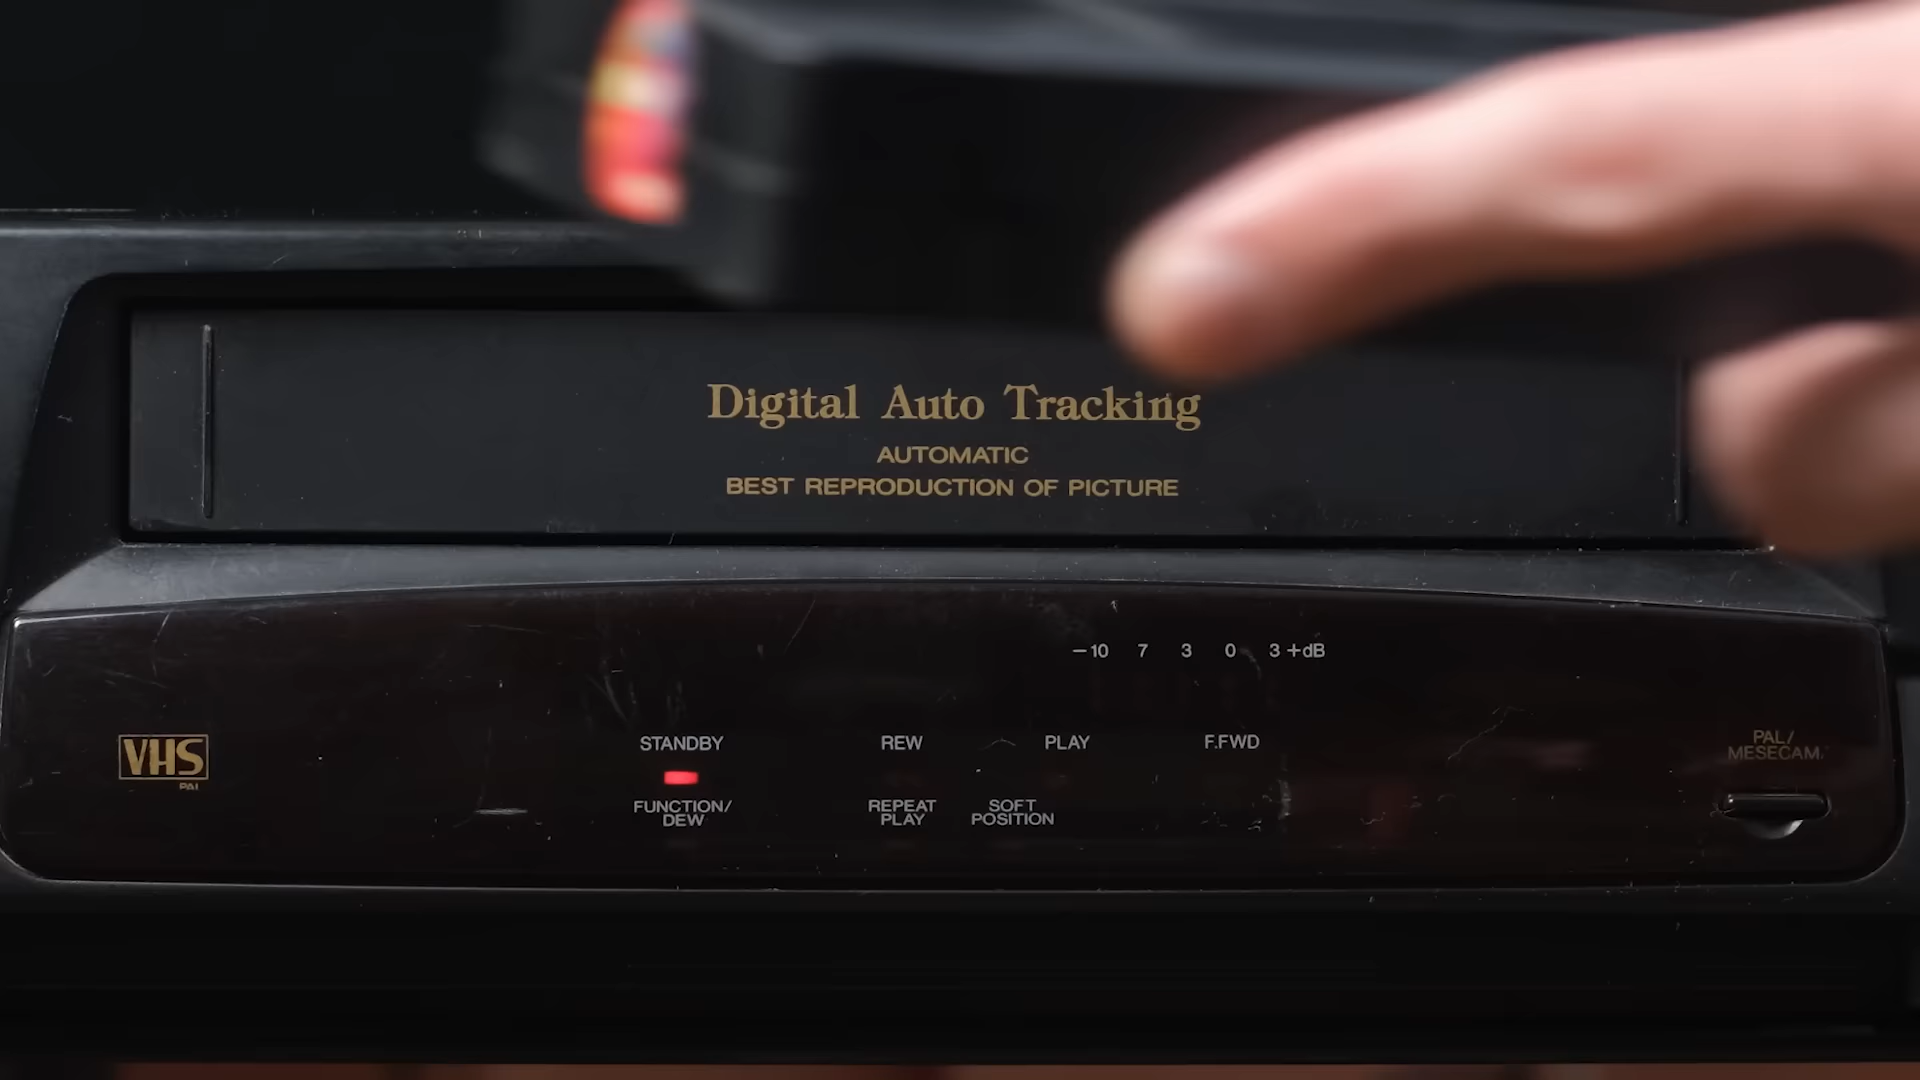 Digital Auto Tracking
AUTOMATIC
BEST REPRODUCTION OF PICTURE
−10 7 3 0 3 +dB
STANDBY
REW
PLAY
F.FWD
PAL/
MESECAM
VHS
PAL
FUNCTION/
DEW
REPEAT
PLAY
SOFT
POSITION